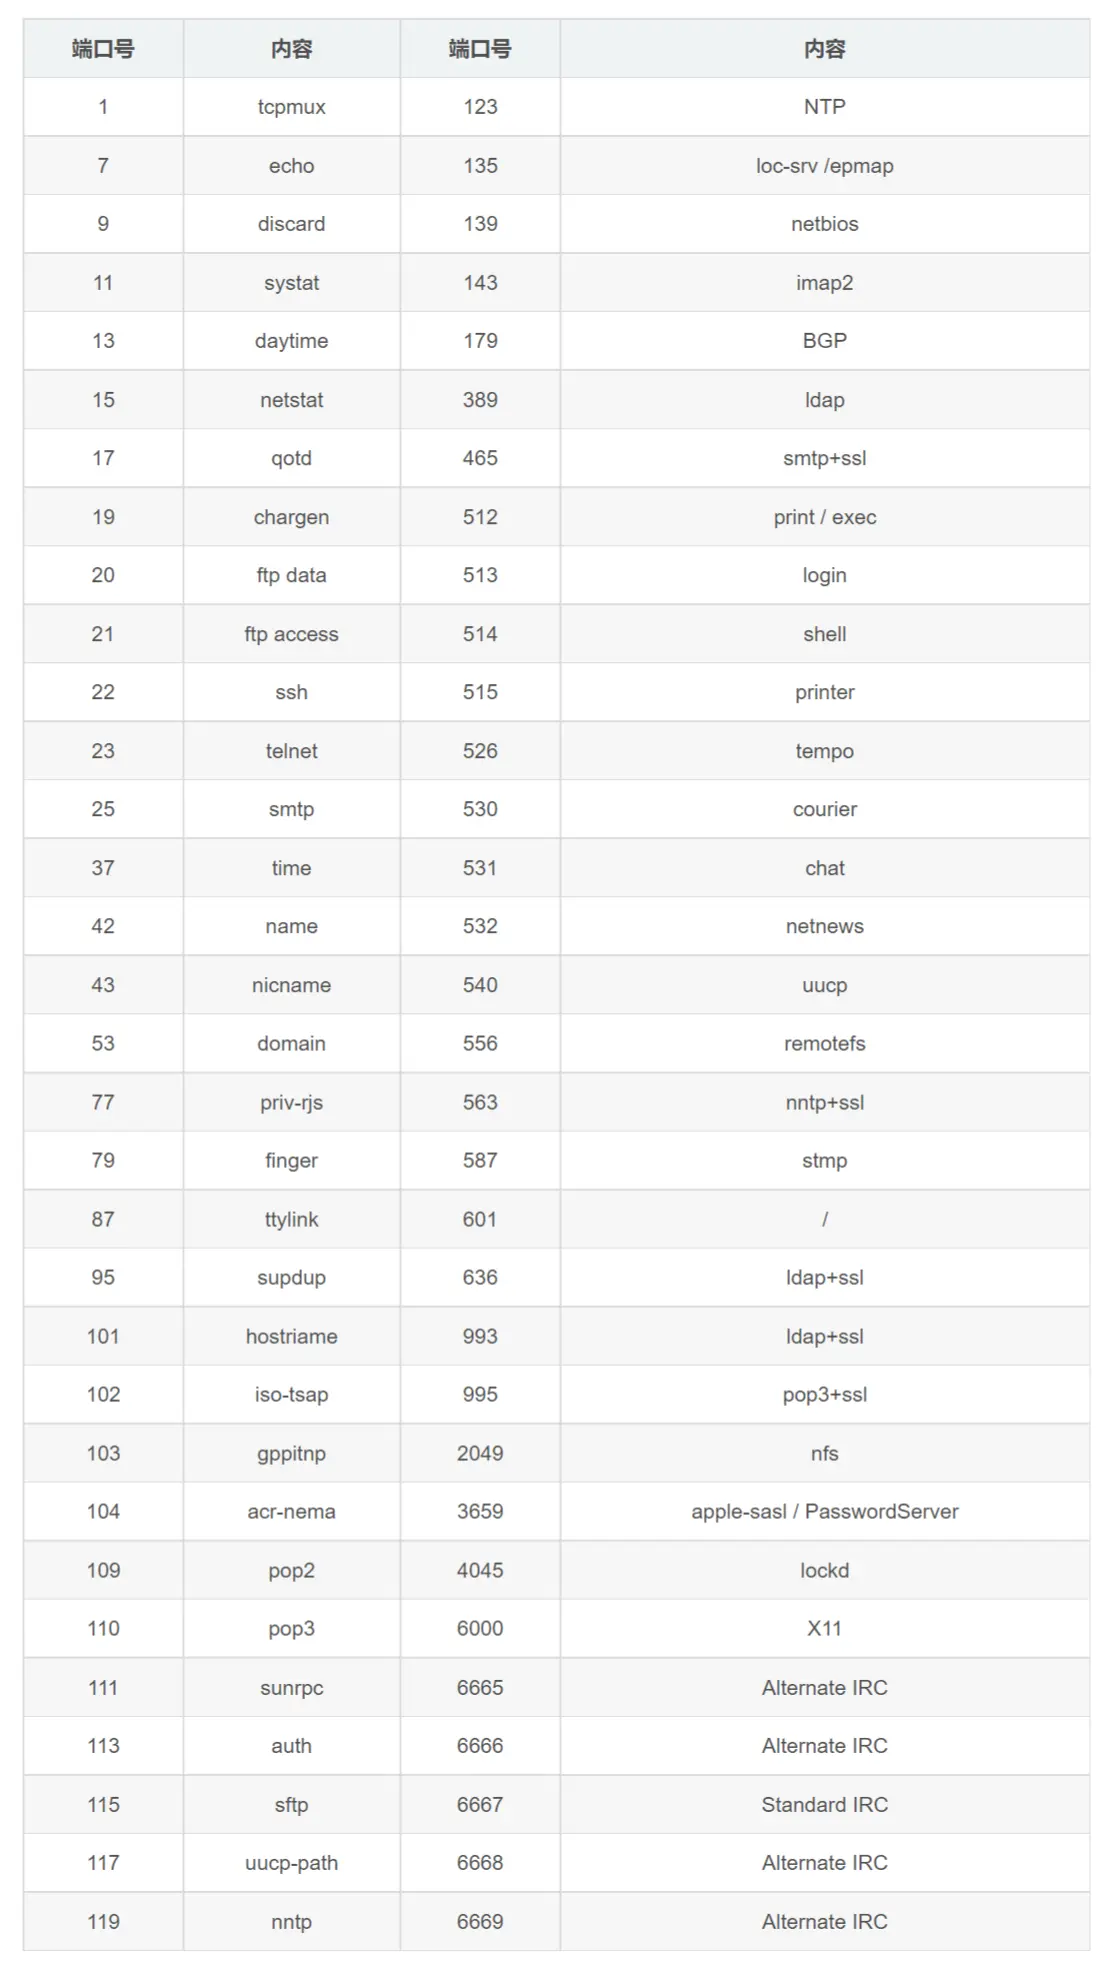 端口号 内容 端口号 内容
1 tcpmux 123 NTP
7 echo 135 loc-srv /epmap
9 discard 139 netbios
11 systat 143 imap2
13 daytime 179 BGP
15 netstat 389 ldap
17 qotd 465 smtp+ssl
19 chargen 512 print / exec
20 ftp data 513 login
21 ftp access 514 shell
22 ssh 515 printer
23 telnet 526 tempo
25 smtp 530 courier
37 time 531 chat
42 name 532 netnews
43 nicname 540 uucp
53 domain 556 remotefs
77 priv-rjs 563 nntp+ssl
79 finger 587 stmp
87 ttylink 601 /
95 supdup 636 ldap+ssl
101 hostriame 993 ldap+ssl
102 iso-tsap 995 pop3+ssl
103 gppitnp 2049 nfs
104 acr-nema 3659 apple-sasl / PasswordServer
109 pop2 4045 lockd
110 pop3 6000 X11
111 sunrpc 6665 Alternate IRC
113 auth 6666 Alternate IRC
115 sftp 6667 Standard IRC
117 uucp-path 6668 Alternate IRC
119 nntp 6669 Alternate IRC